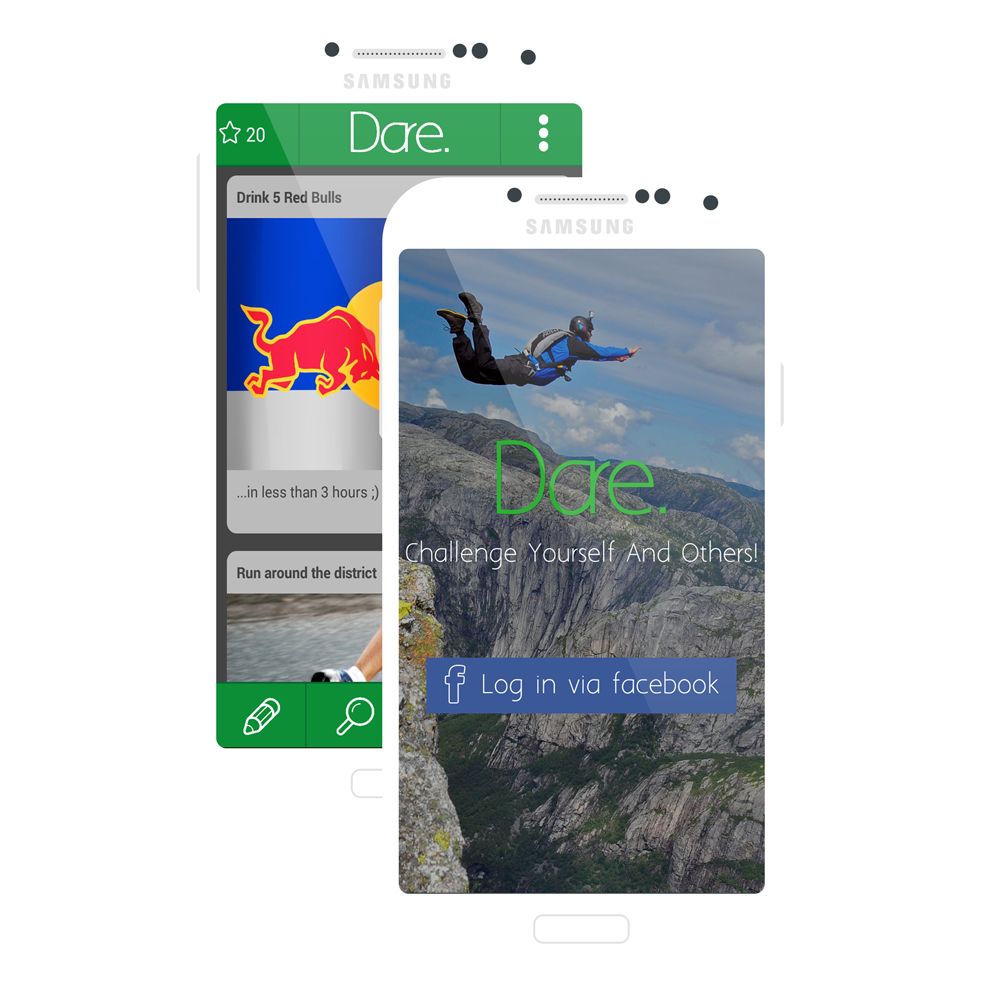 SAMSUNG
20
Dare.
Drink 5 Red Bulls
...in less than 3 hours ;)
Run around the district
SAMSUNG
Dare.
Challenge Yourself And Others!
f Log in via facebook